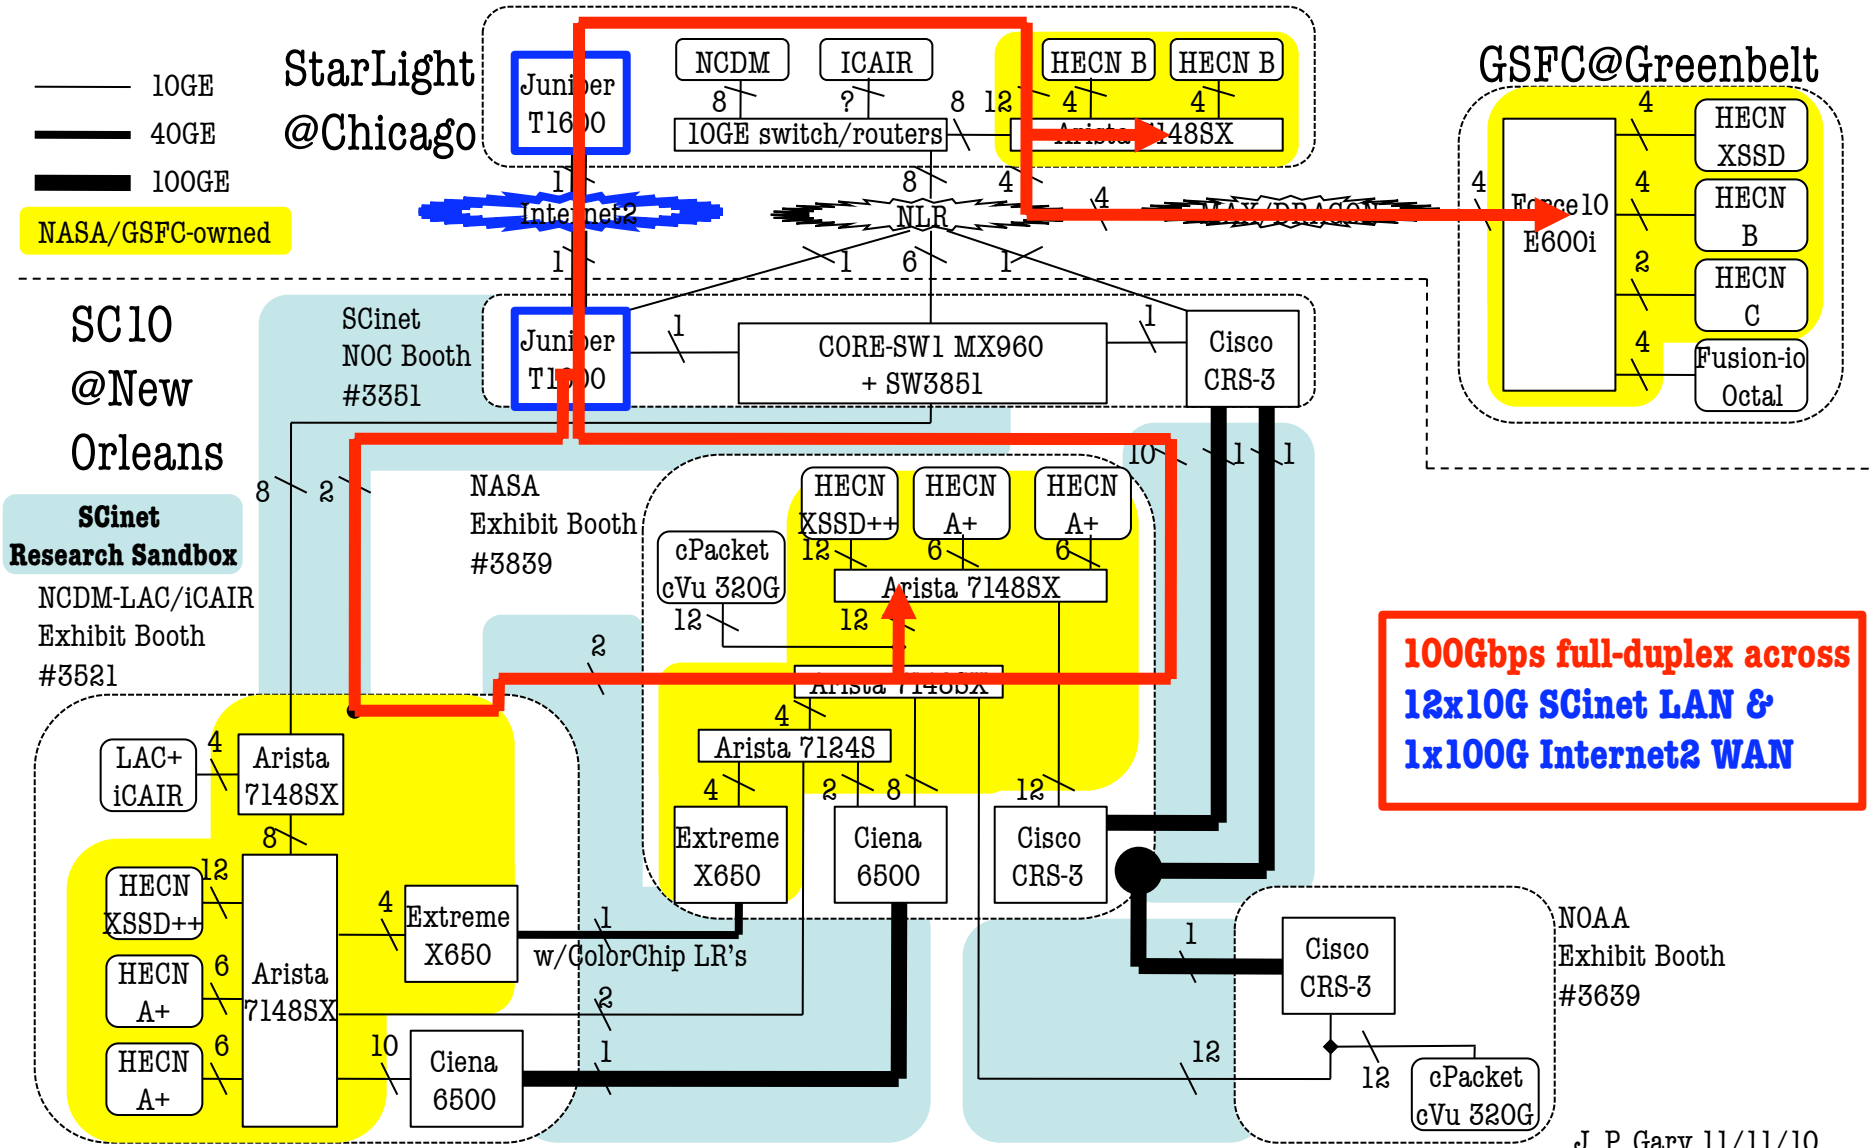 StarLight
@Chicago
10GE
40GE
100GE
NASA/GSFC-owned
Juniper
T1600
NCDM
ICAIR
HECN B
HECN B
8
?
8
12
4
4
10GE switch/routers
Arista 7148SX
1
8
4
Internet2
NLR
4
MAX/DRAGON
1
1
6
1
GSFC@Greenbelt
4
Force10
E600i
4
HECN
XSSD
4
HECN
B
2
HECN
C
4
Fusion-io
Octal
SC10
@New
Orleans
SCinet
NOC Booth
#3351
Juniper
T1600
1
CORE-SW1 MX960
+ SW3851
1
Cisco
CRS-3
8
2
10
1
1
SCinet
Research Sandbox
NASA
Exhibit Booth
#3839
HECN
XSSD++
HECN
A+
HECN
A+
12
6
6
cPacket
cVu 320G
12
Arista 7148SX
12
2
Arista 7148SX
4
Arista 7124S
4
2
8
12
Extreme
X650
Ciena
6500
Cisco
CRS-3
100Gbps full-duplex across
12x10G SCinet LAN &
1x100G Internet2 WAN
NCDM-LAC/iCAIR
Exhibit Booth
#3521
LAC+
iCAIR
4
Arista
7148SX
8
HECN
XSSD++
12
HECN
A+
6
HECN
A+
6
Arista
7148SX
4
Extreme
X650
1
w/ColorChip LR's
2
10
Ciena
6500
1
1
Cisco
CRS-3
12
12
cPacket
cVu 320G
NOAA
Exhibit Booth
#3639
J. P. Gary 11/11/10